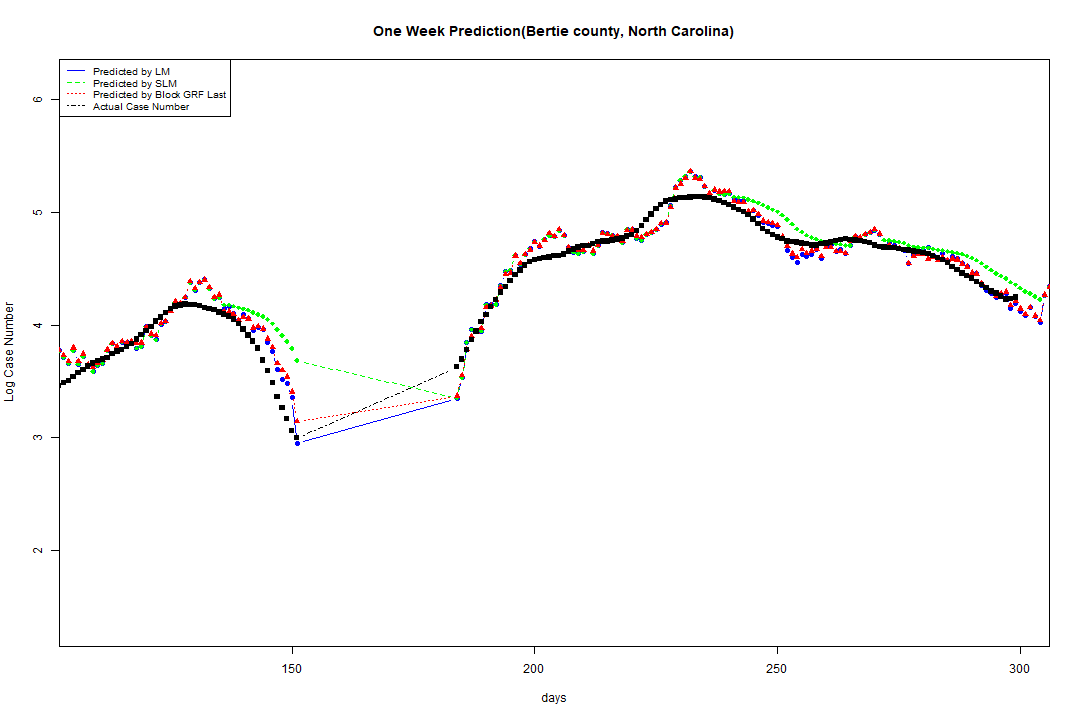 One Week Prediction(Bertie county, North Carolina)
Predicted by LM
Predicted by SLM
Predicted by Block GRF Last
Actual Case Number
6
5
4
3
2
Log Case Number
150
200
250
300
days